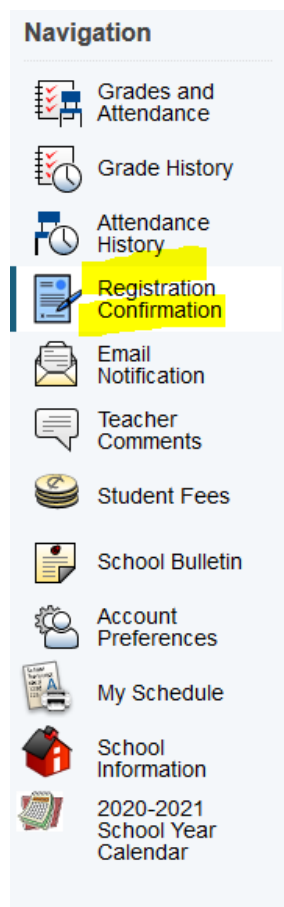 Navigation
Grades and
Attendance
Grade History
Attendance
History
Registration
Confirmation
Email
Notification
Teacher
Comments
Student Fees
School Bulletin
Account
Preferences
My Schedule
School
Information
2020-2021
School Year
Calendar